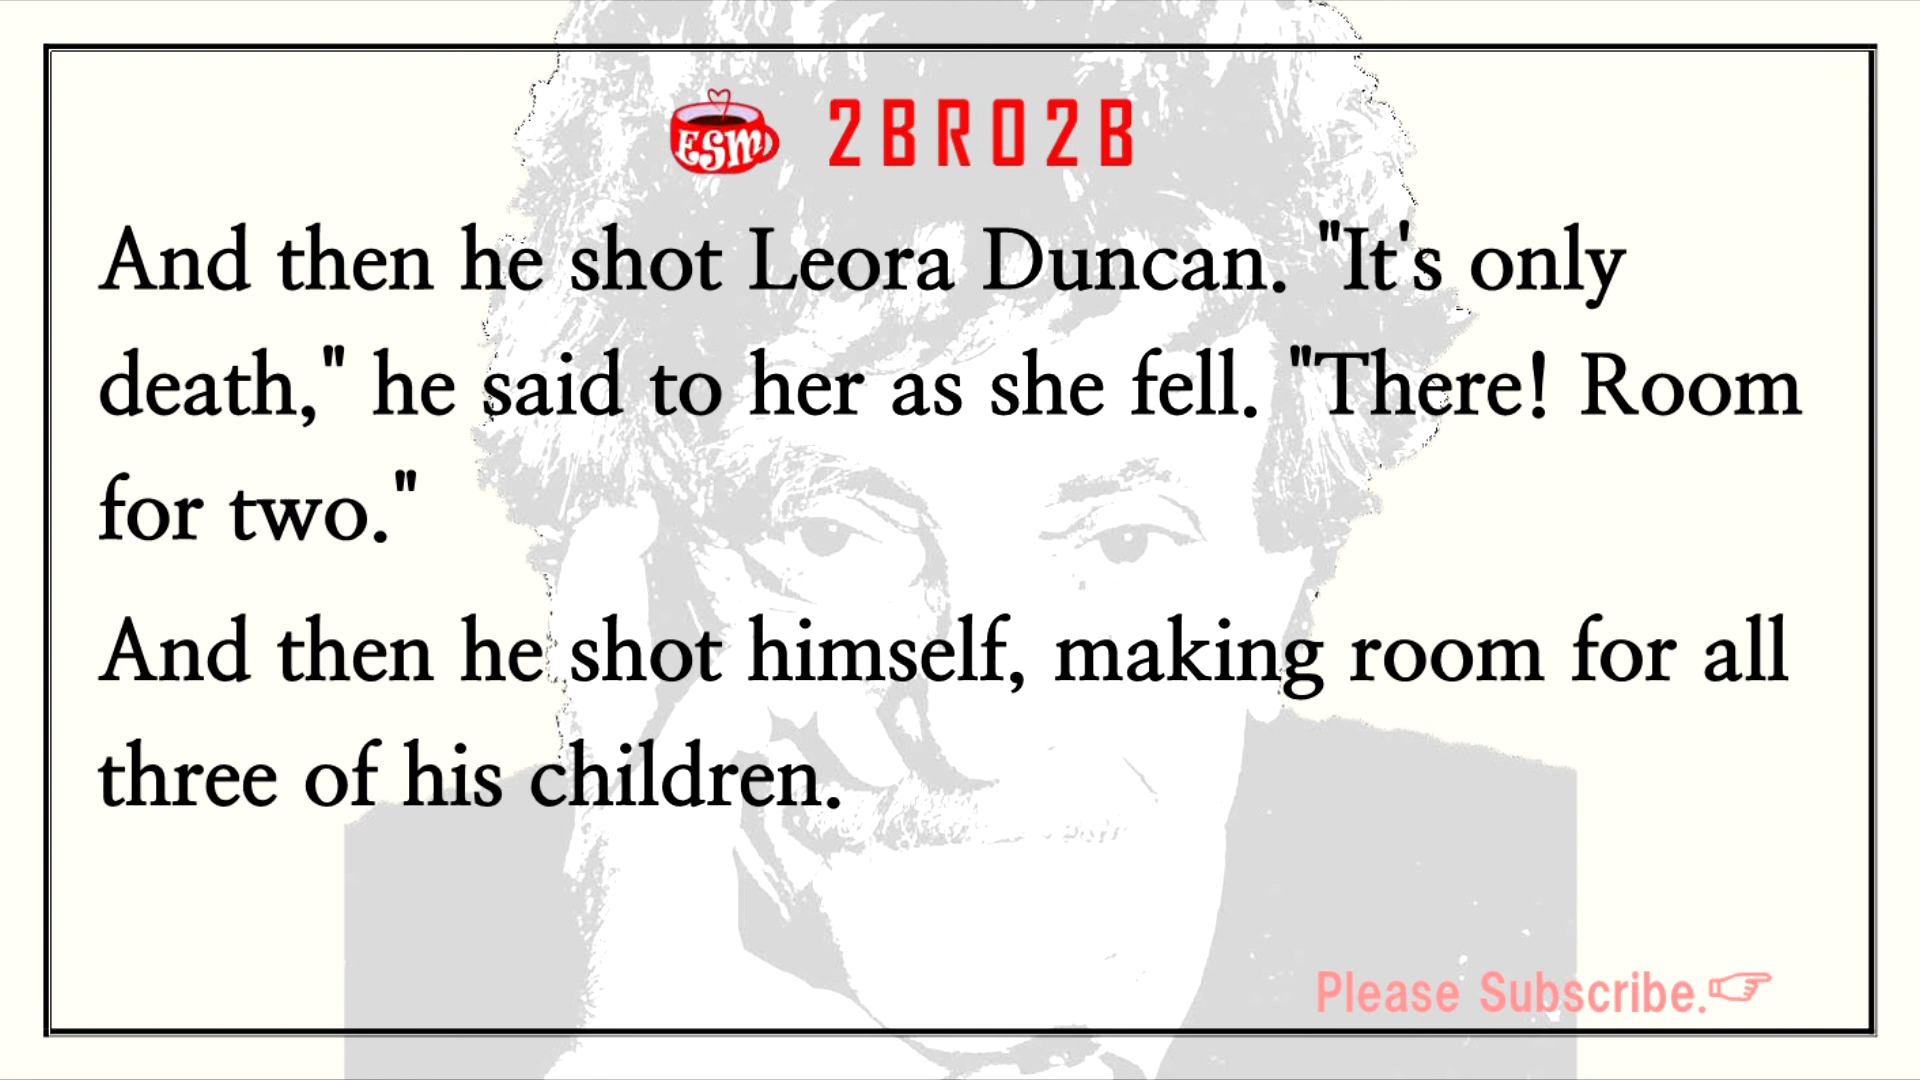 ESM 2BR02B
And then he shot Leora Duncan. "It's only
death," he said to her as she fell. "There! Room
for two."
And then he shot himself, making room for all
three of his children.
Please Subscribe.